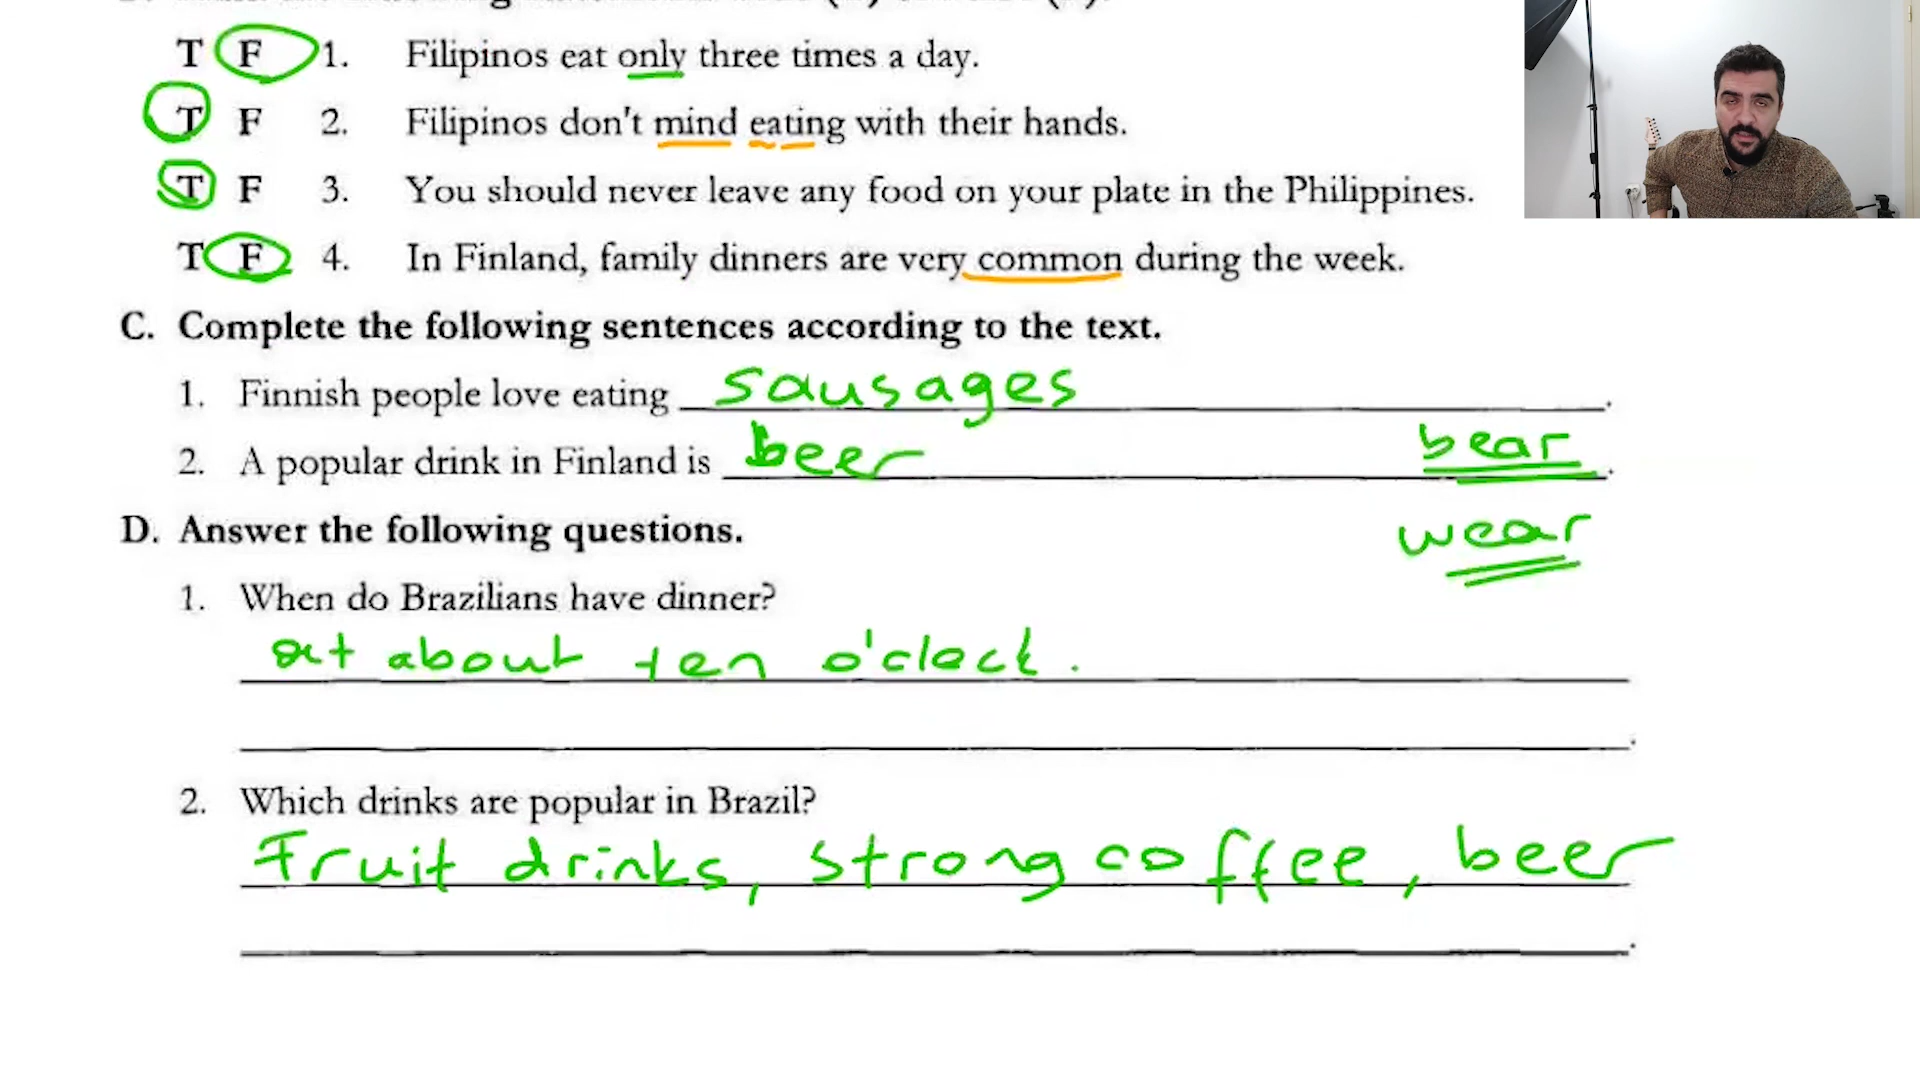 T F 1. Filipinos eat only three times a day.
T F 2. Filipinos don't mind eating with their hands.
T F 3. You should never leave any food on your plate in the Philippines.
T F 4. In Finland, family dinners are very common during the week.
C. Complete the following sentences according to the text.
1. Finnish people love eating sausages.
2. A popular drink in Finland is beer.
bear
wear
D. Answer the following questions.
1. When do Brazilians have dinner?
at about ten o'clock.
2. Which drinks are popular in Brazil?
Fruit drinks, strong coffee, beer